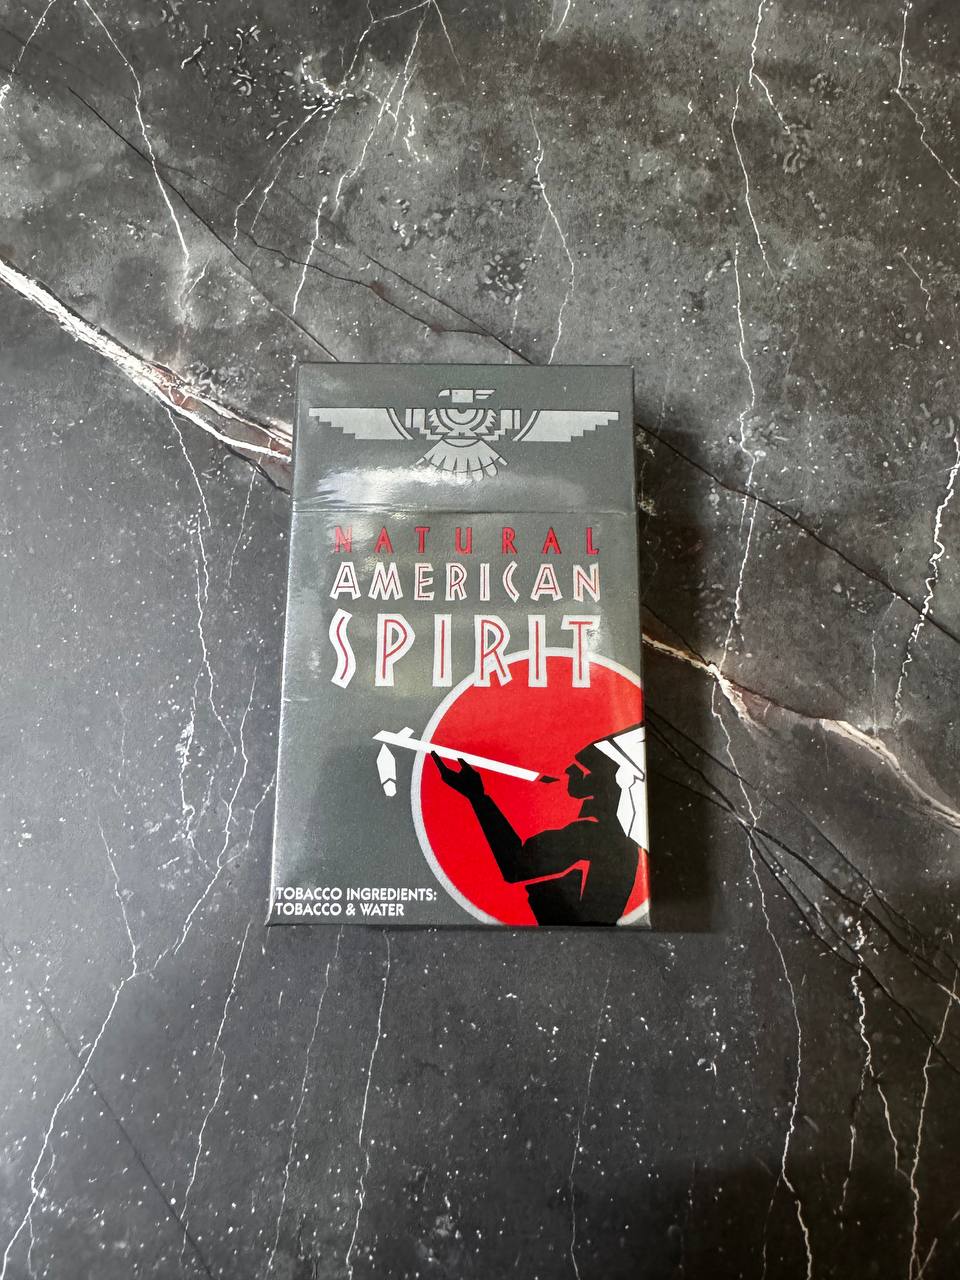 NATURAL
AMERICAN
SPIRIT
TOBACCO INGREDIENTS:
TOBACCO & WATER